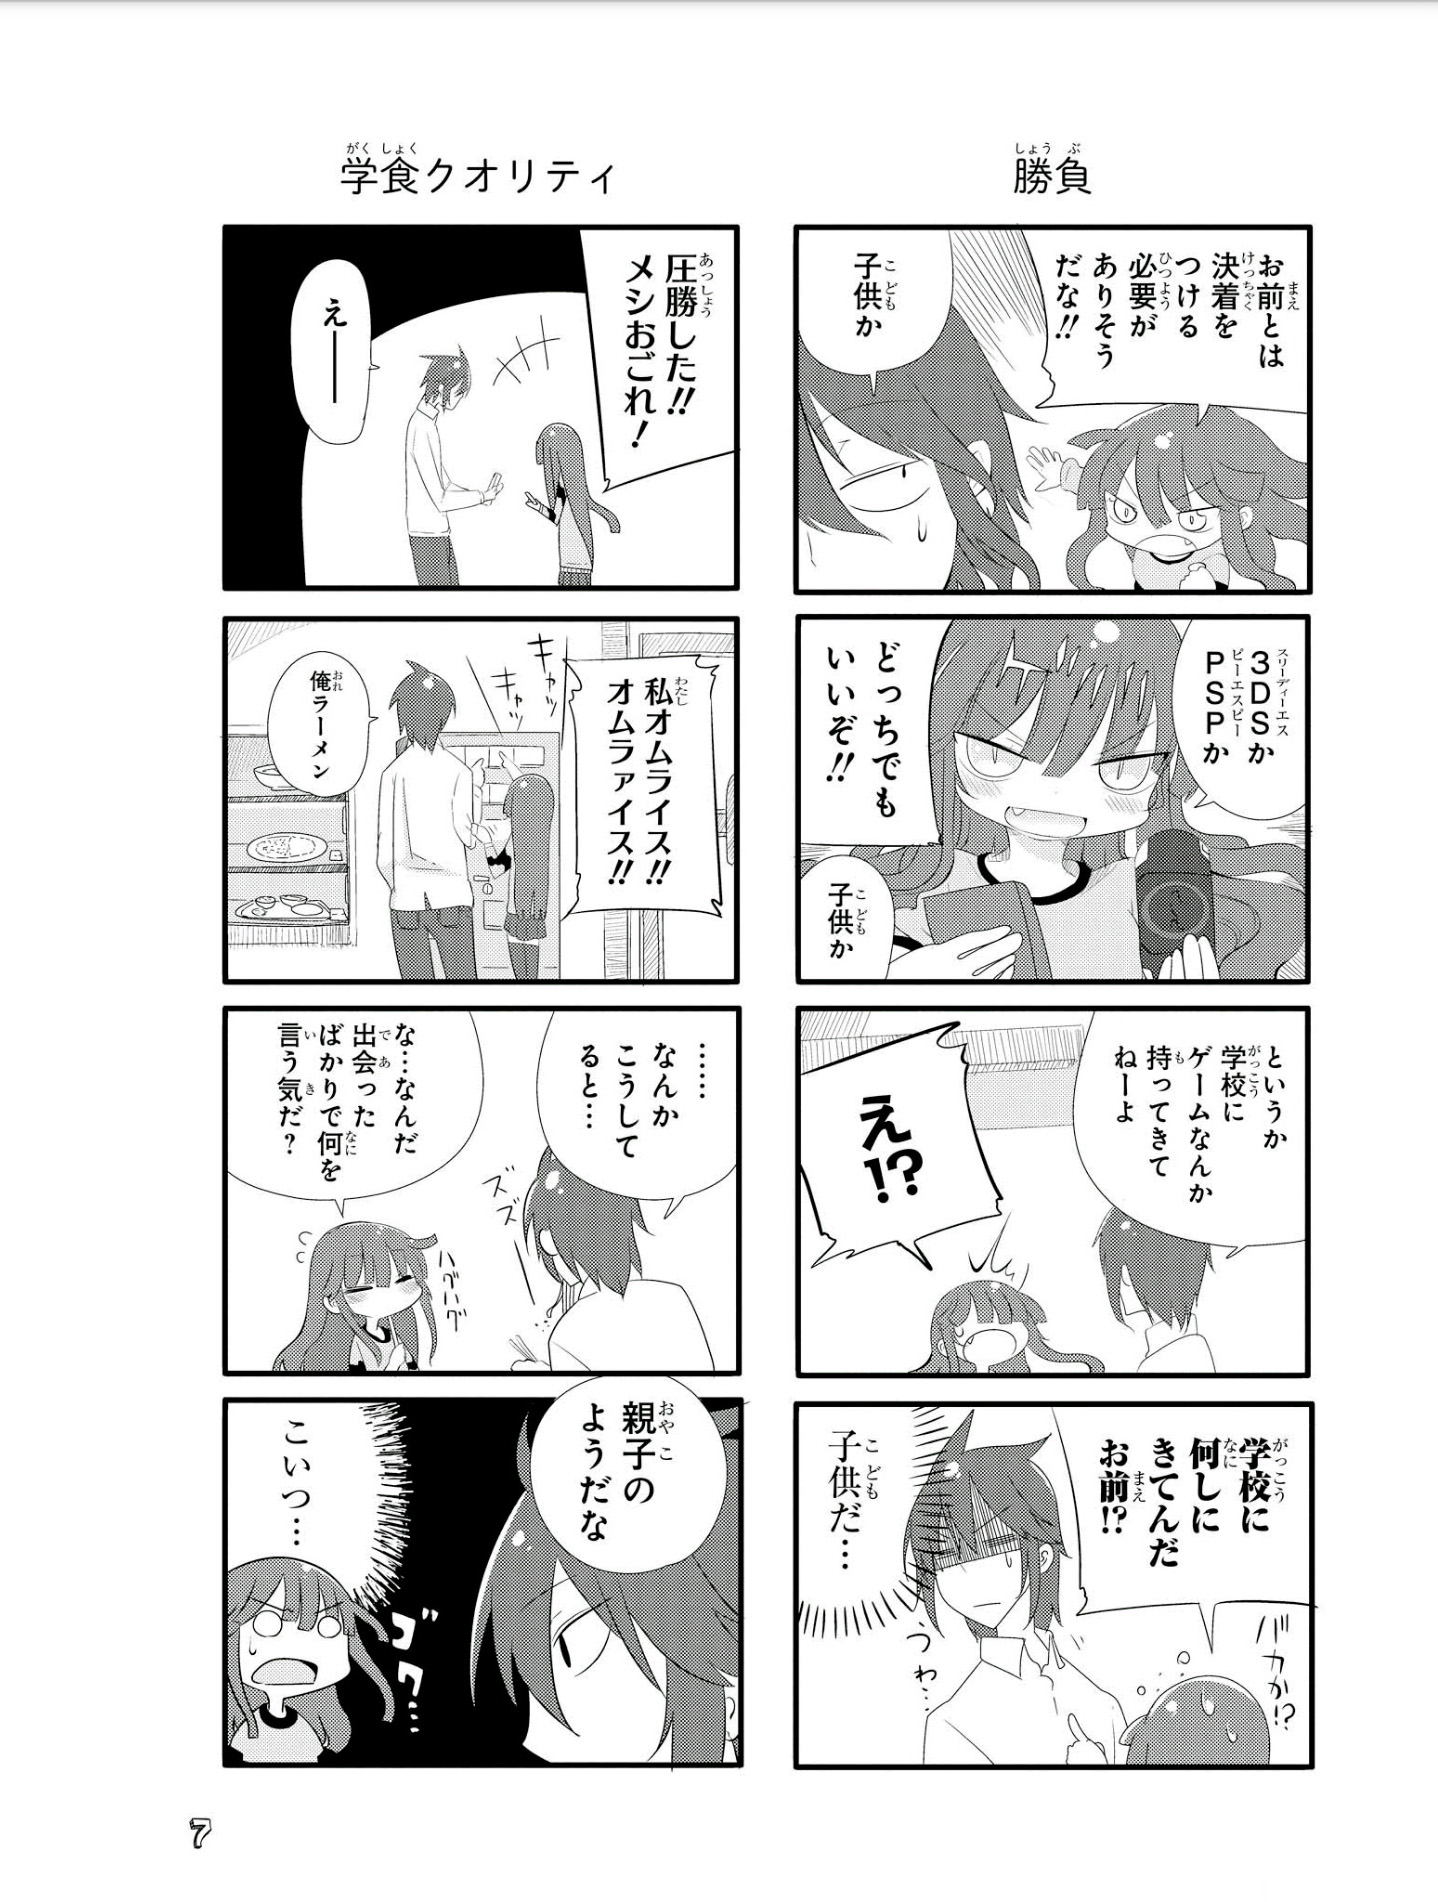 勝負
お前とは
決着を
つける
必要が
ありそう
だな!!
子供か
3DSか
PSPか
どっちでも
いいぞ!!
子供か
というか
学校に
ゲームなんか
持ってきて
ねーよ
え!?
学校に
何しに
きてんだ
お前!?
バカか!?
子供だ…
うわ…
学食クオリティ
圧勝した!!
メシおごれ!
えー
キャッ
キャッ
私オムライス!!
オムラァイス!!
俺ラーメン
……
なんか
こうして
ると…
ズズ
な…なんだ
出会った
ばかりで何を
言う気だ?
ハグハグ
親子の
ようだな
こいつ…
ゴク…
7